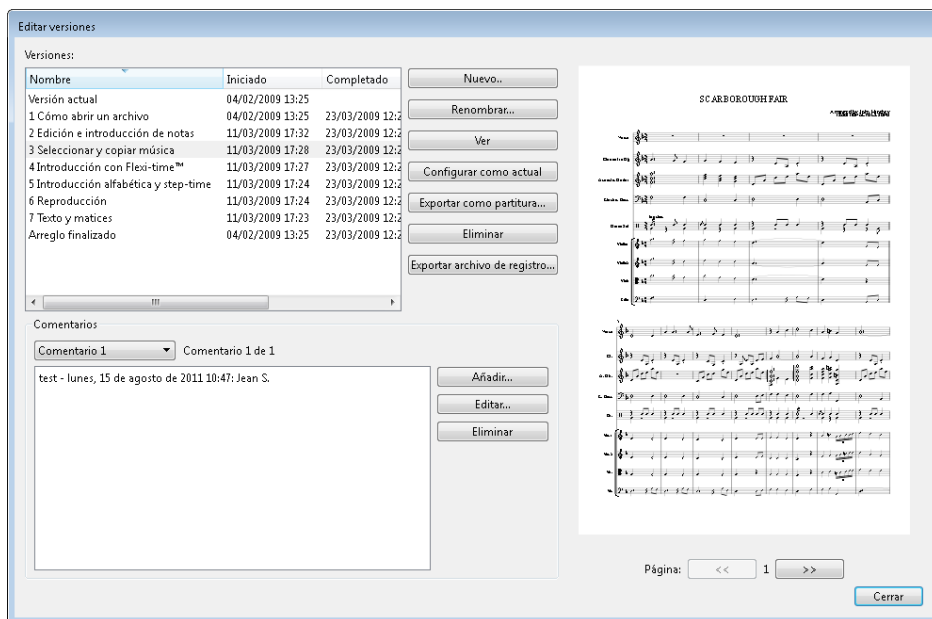 Editar versiones
Versiones:
Nombre Iniciado Completado
Versión actual 04/02/2009 13:25
1 Cómo abrir un archivo 04/02/2009 13:25 23/03/2009 12:2
2 Edición e introducción de notas 11/03/2009 17:32 23/03/2009 12:2
3 Seleccionar y copiar música 11/03/2009 17:28 23/03/2009 12:2
4 Introducción con Flexi-time™ 11/03/2009 17:27 23/03/2009 12:2
5 Introducción alfabética y step-time 11/03/2009 17:24 23/03/2009 12:2
6 Reproducción 11/03/2009 17:24 23/03/2009 12:2
7 Texto y matices 11/03/2009 17:23 23/03/2009 12:2
Arreglo finalizado 04/02/2009 13:25 23/03/2009 12:2
Nuevo..
Renombrar...
Ver
Configurar como actual
Exportar como partitura...
Eliminar
Exportar archivo de registro...
Comentarios
Comentario 1 Comentario 1 de 1
test - lunes, 15 de agosto de 2011 10:47: Jean S.
Añadir...
Editar...
Eliminar
SCARBOROUGH FAIR
Página: << 1 >>
Cerrar